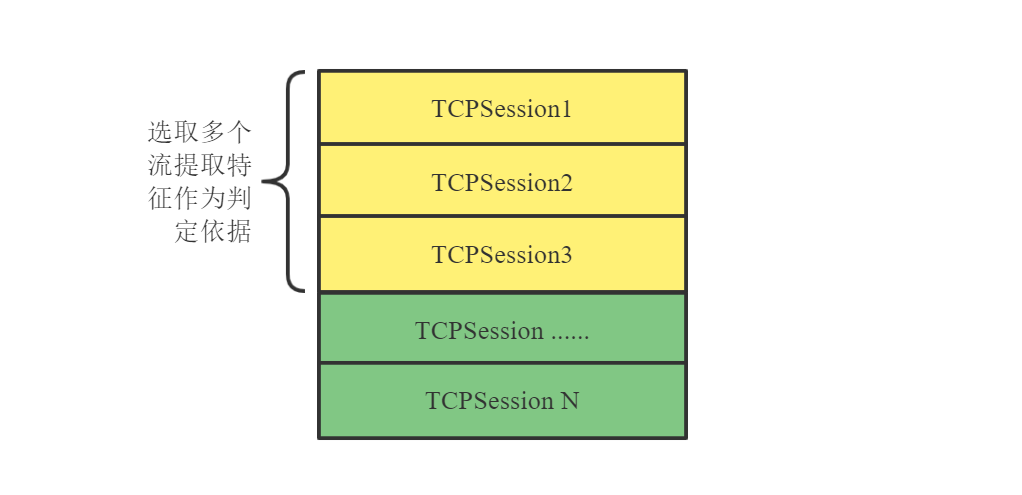 选取多个
流提取特
征作为判
定依据
TCPSession1
TCPSession2
TCPSession3
TCPSession ......
TCPSession N